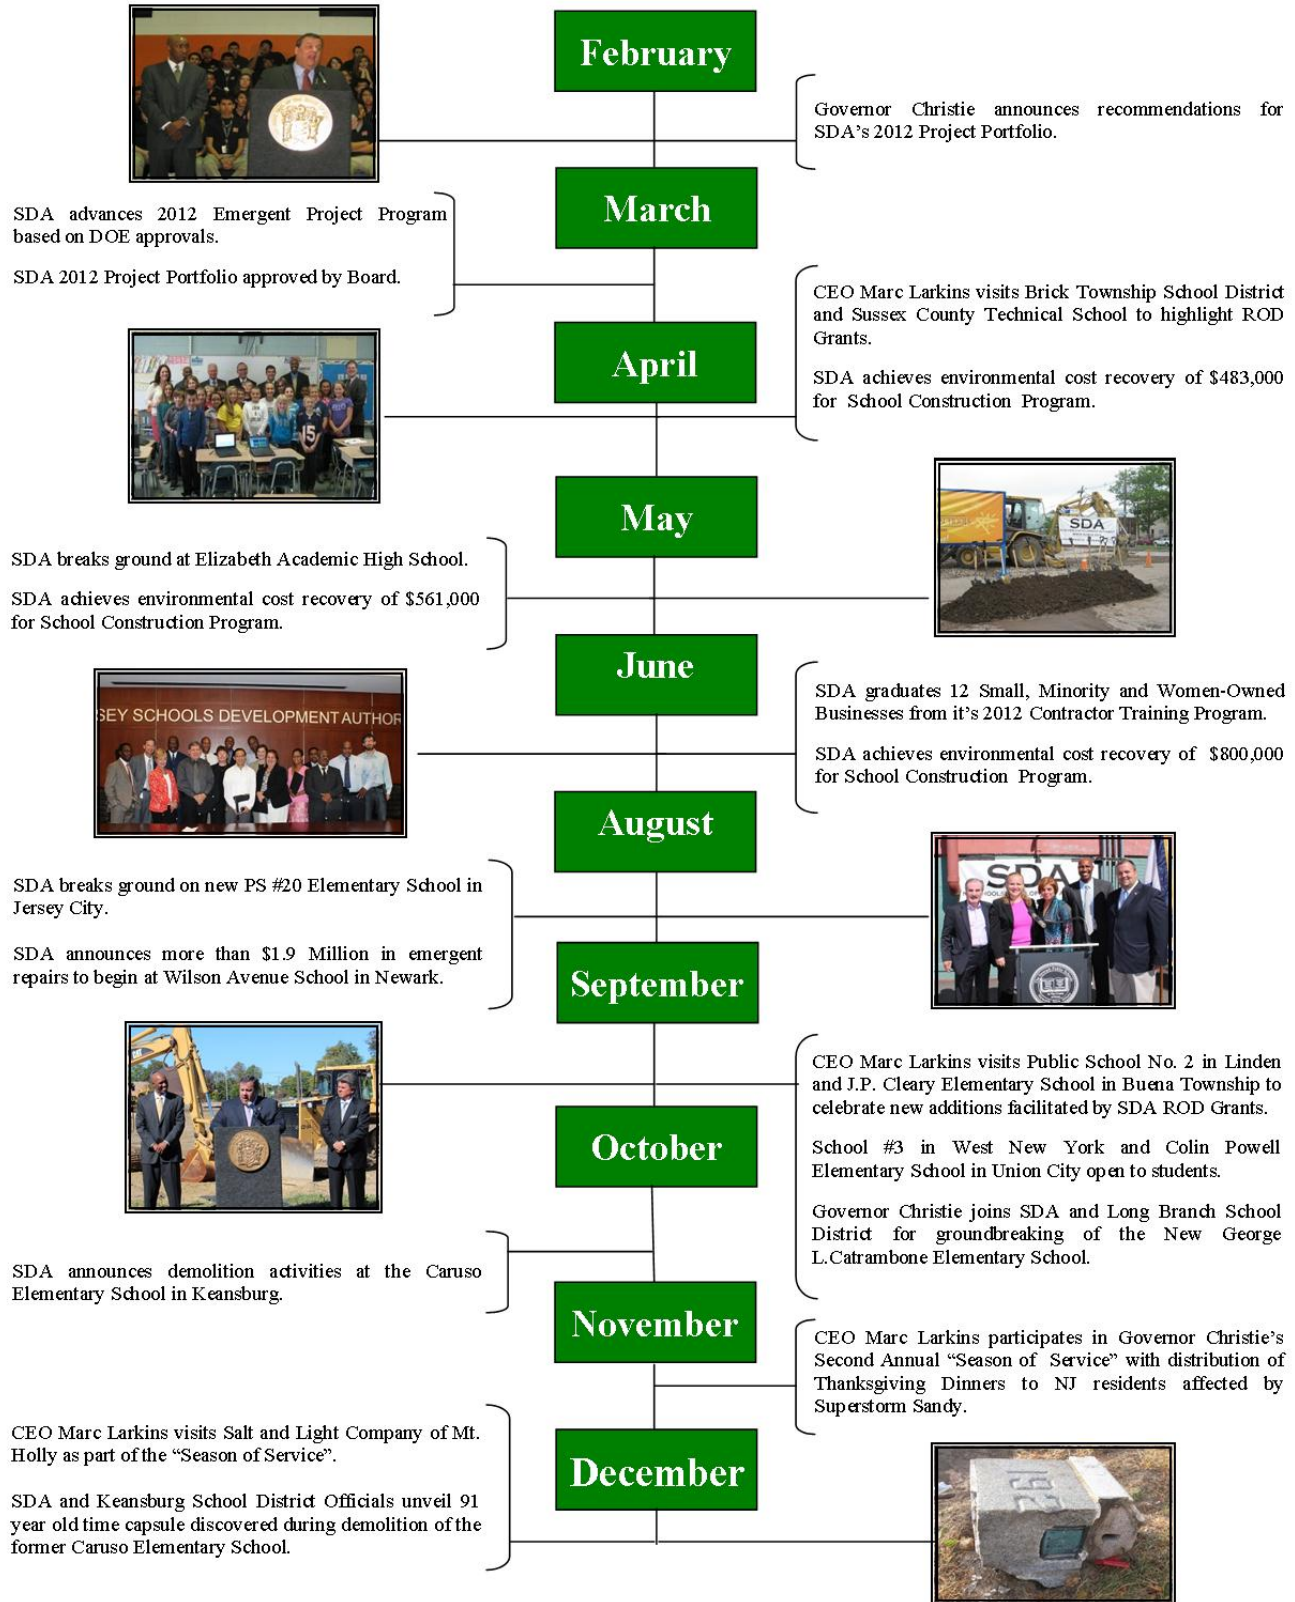 February
Governor Christie announces recommendations for
SDA's 2012 Project Portfolio.
March
SDA advances 2012 Emergent Project Program
based on DOE approvals.
SDA 2012 Project Portfolio approved by Board.
April
CEO Marc Larkins visits Brick Township School District
and Sussex County Technical School to highlight ROD
Grants.
SDA achieves environmental cost recovery of $483,000
for School Construction Program.
May
SDA
SDA breaks ground at Elizabeth Academic High School.
SDA achieves environmental cost recovery of $561,000
for School Construction Program.
June
SEY SCHOOLS DEVELOPMENT AUTHOR
SDA graduates 12 Small, Minority and Women-Owned
Businesses from it's 2012 Contractor Training Program.
SDA achieves environmental cost recovery of $800,000
for School Construction Program.
August
SDA
SDA breaks ground on new PS #20 Elementary School in
Jersey City.
SDA announces more than $1.9 Million in emergent
repairs to begin at Wilson Avenue School in Newark.
September
CEO Marc Larkins visits Public School No. 2 in Linden
and J.P. Cleary Elementary School in Buena Township to
celebrate new additions facilitated by SDA ROD Grants.
School #3 in West New York and Colin Powell
Elementary School in Union City open to students.
Governor Christie joins SDA and Long Branch School
District for groundbreaking of the New George
L.Catrambone Elementary School.
October
SDA announces demolition activities at the Caruso
Elementary School in Keansburg.
November
CEO Marc Larkins participates in Governor Christie's
Second Annual "Season of Service" with distribution of
Thanksgiving Dinners to NJ residents affected by
Superstorm Sandy.
December
CEO Marc Larkins visits Salt and Light Company of Mt.
Holly as part of the "Season of Service".
SDA and Keansburg School District Officials unveil 91
year old time capsule discovered during demolition of the
former Caruso Elementary School.